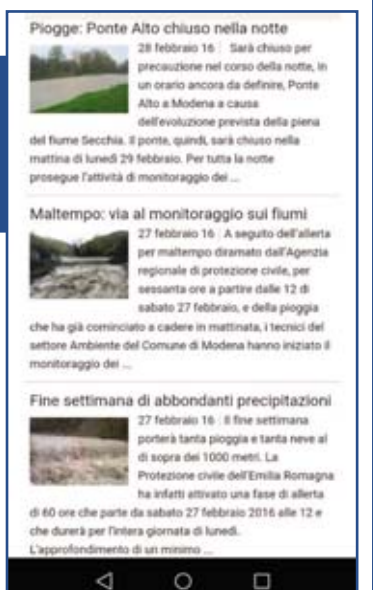 Piogge: Ponte Alto chiuso nella notte
28 febbraio 16 | Sarà chiuso per
precauzione nel corso della notte, in
un orario ancora da definire, Ponte
Alto a Modena a causa
dell'evoluzione prevista della piena
del fiume Secchia. Il ponte, quindi, sarà chiuso nella
mattina di lunedì 29 febbraio. Per tutta la notte
prosegue l'attività di monitoraggio dei ...
Maltempo: via al monitoraggio sui fiumi
27 febbraio 16 | A seguito dell'allerta
per maltempo diramato dall'Agenzia
regionale di protezione civile, per
sessanta ore a partire dalle 12 di
sabato 27 febbraio, e della pioggia
che ha già cominciato a cadere in mattinata, i tecnici del
settore Ambiente del Comune di Modena hanno iniziato il
monitoraggio dei ...
Fine settimana di abbondanti precipitazioni
27 febbraio 16 | Il fine settimana
porterà tanta pioggia e tanta neve al
di sopra dei 1000 metri. La
Protezione civile dell'Emilia Romagna
ha infatti attivato una fase di allerta
di 60 ore che parte da sabato 27 febbraio 2016 alle 12 e
che durerà per l'intera giornata di lunedì.
L'approfondimento di un minimo ...